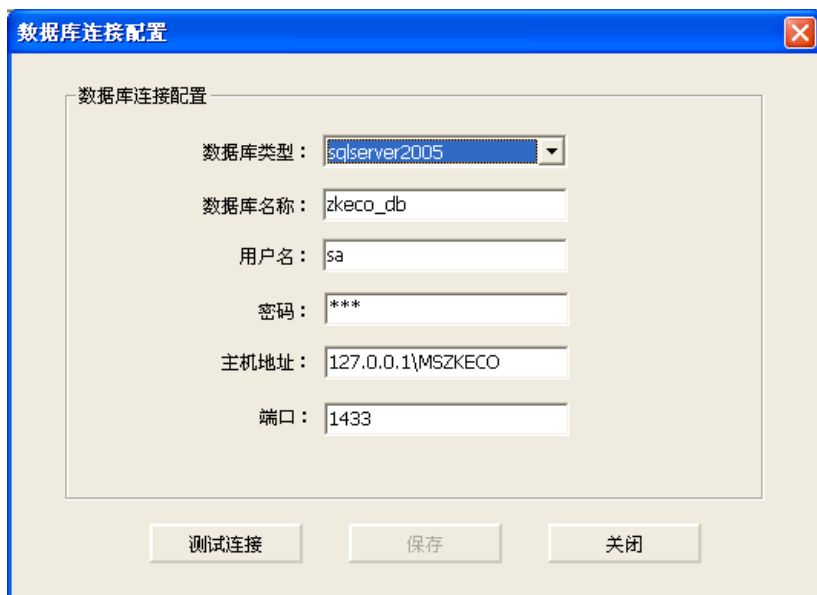 数据库连接配置
数据库连接配置
数据库类型： sqlserver2005
数据库名称： zkeco_db
用户名： sa
密码： ***
主机地址： 127.0.0.1\MSZKECO
端口： 1433
测试连接 保存 关闭